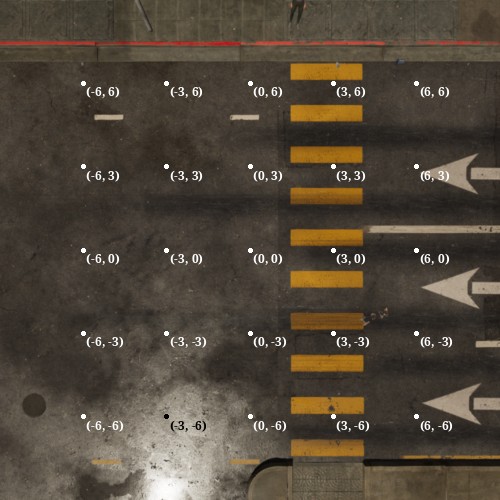 (-6, 6) (-3, 6) (0, 6) (3, 6) (6, 6)
(-6, 3) (-3, 3) (0, 3) (3, 3) (6, 3)
(-6, 0) (-3, 0) (0, 0) (3, 0) (6, 0)
(-6, -3) (-3, -3) (0, -3) (3, -3) (6, -3)
(-6, -6) (-3, -6) (0, -6) (3, -6) (6, -6)